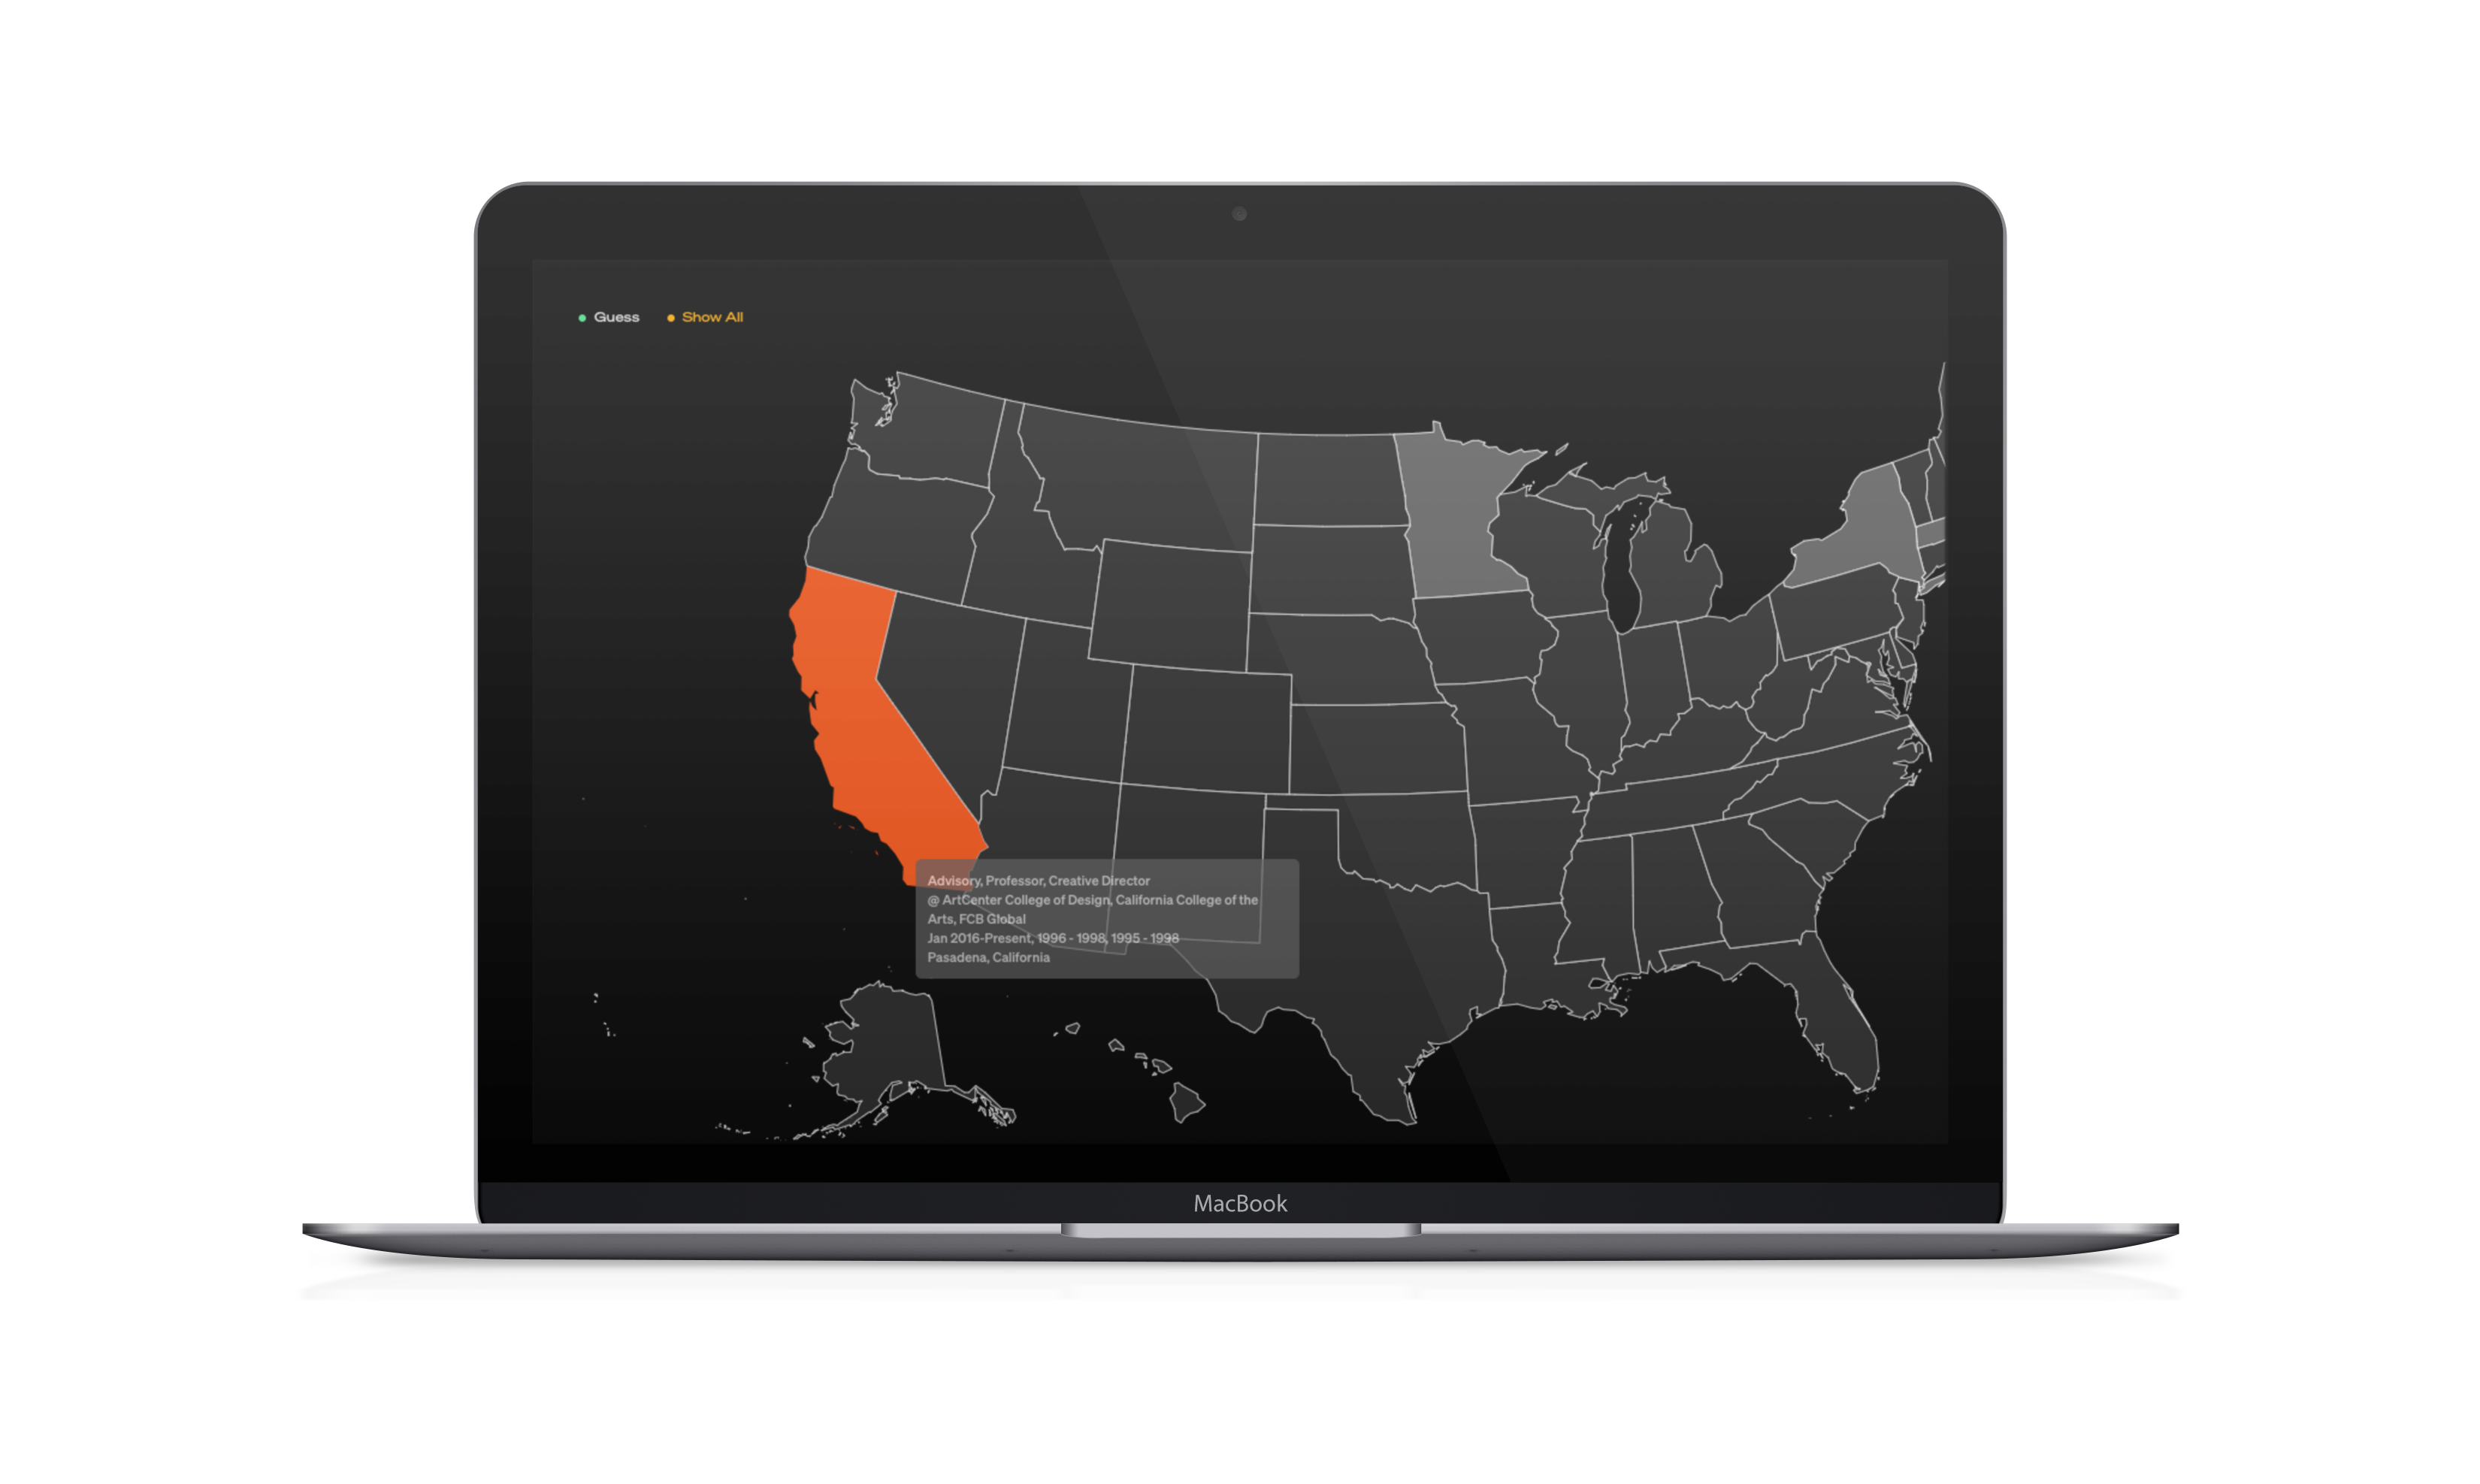 Guess Show All
Advisory, Professor, Creative Director
@ ArtCenter College of Design, California College of the
Arts, FCB Global
Jan 2016-Present, 1996 - 1998, 1995 - 1998
Pasadena, California
MacBook